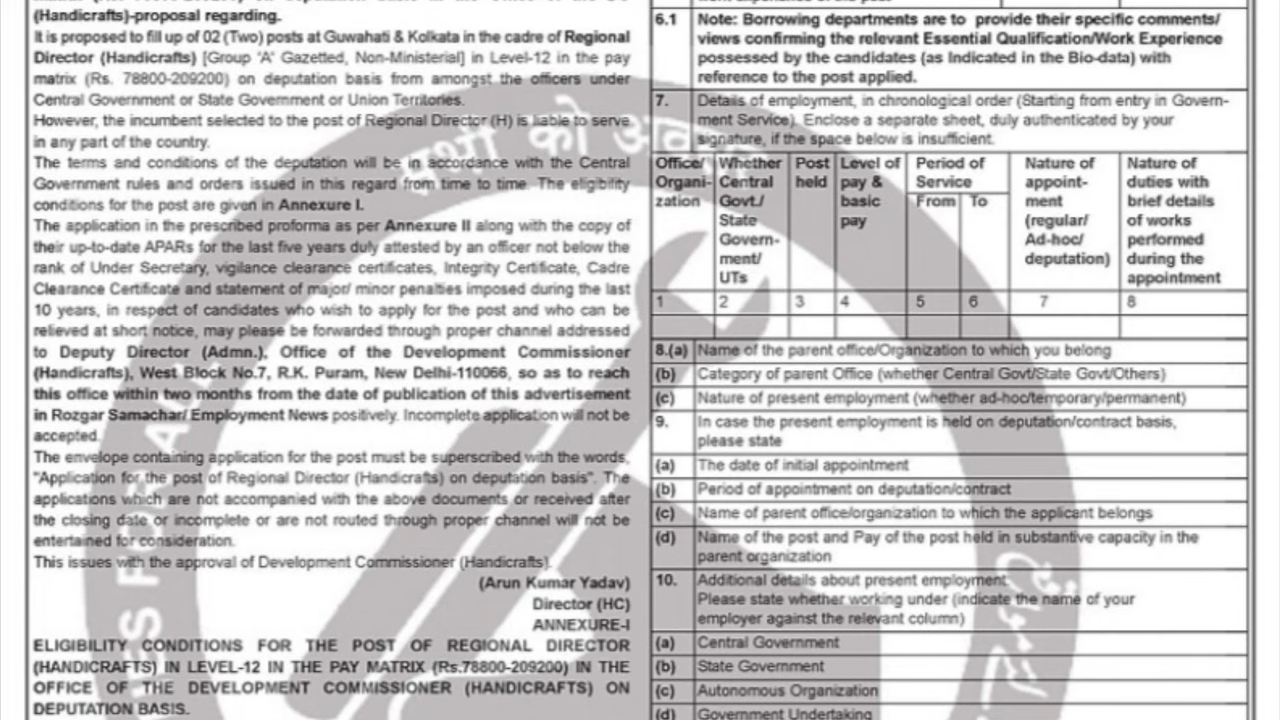 (Handicrafts)-proposal regarding.
It is proposed to fill up of 02 (Two) posts at Guwahati & Kolkata in the cadre of Regional
Director (Handicrafts) [Group 'A' Gazetted, Non-Ministerial] in Level-12 in the pay
matrix (Rs. 78800-209200) on deputation basis from amongst the officers under
Central Government or State Government or Union Territories.
However, the incumbent selected to the post of Regional Director (H) is liable to serve
in any part of the country.
The terms and conditions of the deputation will be in accordance with the Central
Government rules and orders issued in this regard from time to time. The eligibility
conditions for the post are given in Annexure I.
The application in the prescribed proforma as per Annexure II along with the copy of
their up-to-date APARs for the last five years duly attested by an officer not below the
rank of Under Secretary, vigilance clearance certificates, Integrity Certificate, Cadre
Clearance Certificate and statement of major/ minor penalties imposed during the last
10 years, in respect of candidates who wish to apply for the post and who can be
relieved at short notice, may please be forwarded through proper channel addressed
to Deputy Director (Admn.), Office of the Development Commissioner
(Handicrafts), West Block No.7, R.K. Puram, New Delhi-110066, so as to reach
this office within two months from the date of publication of this advertisement
in Rozgar Samachar/ Employment News positively. Incomplete application will not be
accepted.
The envelope containing application for the post must be superscribed with the words,
"Application for the post of Regional Director (Handicrafts) on deputation basis". The
applications which are not accompanied with the above documents or received after
the closing date or incomplete or are not routed through proper channel will not be
entertained for consideration.
This issues with the approval of Development Commissioner (Handicrafts).
(Arun Kumar Yadav)
Director (HC)
ANNEXURE-I
ELIGIBILITY CONDITIONS FOR THE POST OF REGIONAL DIRECTOR
(HANDICRAFTS) IN LEVEL-12 IN THE PAY MATRIX (Rs.78800-209200) IN THE
OFFICE OF THE DEVELOPMENT COMMISSIONER (HANDICRAFTS) ON
DEPUTATION BASIS.
6.1 Note: Borrowing departments are to provide their specific comments/
views confirming the relevant Essential Qualification/Work Experience
possessed by the candidates (as Indicated in the Bio-data) with
reference to the post applied.
7. Details of employment, in chronological order (Starting from entry in Govern-
ment Service). Enclose a separate sheet, duly authenticated by your
signature, if the space below is insufficient.
Office/ Whether Post Level of Period of Nature of Nature of
Organi- Central held pay & Service appoint- duties with
zation Govt./ basic From To ment brief details
State pay (regular/ of works
Govern- Ad-hoc/ performed
ment/ deputation) during the
UTs appointment
1 2 3 4 5 6 7 8
8.(a) Name of the parent office/Organization to which you belong
(b) Category of parent Office (whether Central Govt/State Govt/Others)
(c) Nature of present employment (whether ad-hoc/temporary/permanent)
9. In case the present employment is held on deputation/contract basis,
please state
(a) The date of initial appointment
(b) Period of appointment on deputation/contract
(c) Name of parent office/organization to which the applicant belongs
(d) Name of the post and Pay of the post held in substantive capacity in the
parent organization
10. Additional details about present employment
Please state whether working under (indicate the name of your
employer against the relevant column)
(a) Central Government
(b) State Government
(c) Autonomous Organization
(d) Government Undertaking